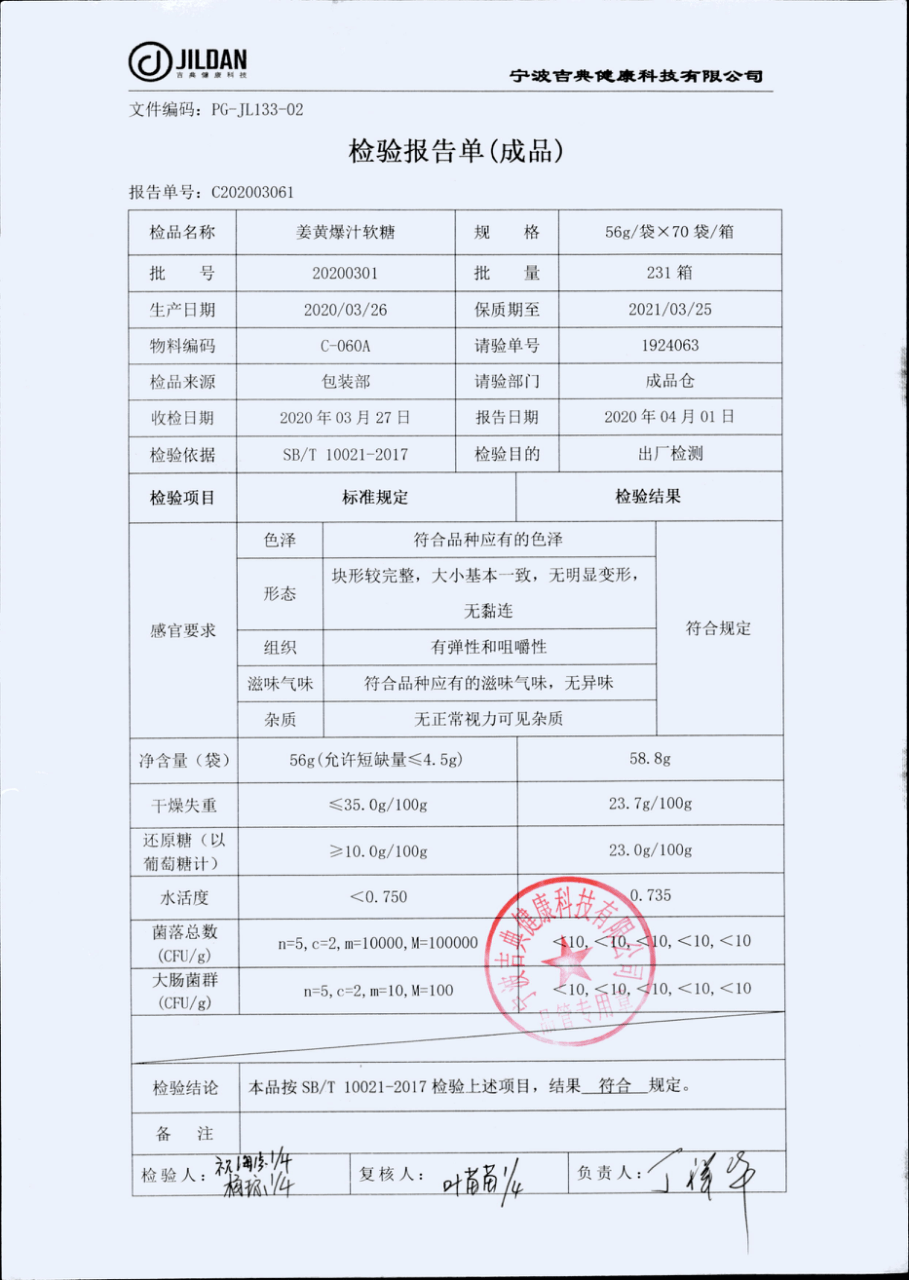 JILDAN
吉典健康科技
宁波吉典健康科技有限公司
文件编码：PG-JL133-02
检验报告单(成品)
报告单号：C202003061
检品名称 姜黄爆汁软糖 规 格 56g/袋×70 袋/箱
批 号 20200301 批 量 231 箱
生产日期 2020/03/26 保质期至 2021/03/25
物料编码 C-060A 请验单号 1924063
检品来源 包装部 请验部门 成品仓
收检日期 2020 年 03 月 27 日 报告日期 2020 年 04 月 01 日
检验依据 SB/T 10021-2017 检验目的 出厂检测
检验项目 标准规定 检验结果
感官要求
色泽 符合品种应有的色泽
形态 块形较完整，大小基本一致，无明显变形，
无黏连
组织 有弹性和咀嚼性
滋味气味 符合品种应有的滋味气味，无异味
杂质 无正常视力可见杂质
符合规定
净含量（袋） 56g(允许短缺量≤4.5g) 58.8g
干燥失重 ≤35.0g/100g 23.7g/100g
还原糖（以
葡萄糖计） ≥10.0g/100g 23.0g/100g
水活度 ＜0.750 0.735
菌落总数
(CFU/g) n=5,c=2,m=10000,M=100000 ＜10,＜10,＜10,＜10,＜10
大肠菌群
(CFU/g) n=5,c=2,m=10,M=100 ＜10,＜10,＜10,＜10,＜10
宁波吉典健康科技有限公司
品管专用章
检验结论 本品按 SB/T 10021-2017 检验上述项目，结果 符合 规定。
备 注
检验人： 1/4
1/4
复核人： 叶苗苗 1/4
负责人：